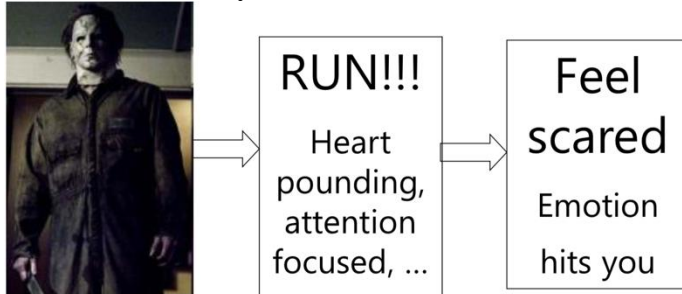 RUN!!!
Heart
pounding,
attention
focused, ...
Feel
scared
Emotion
hits you